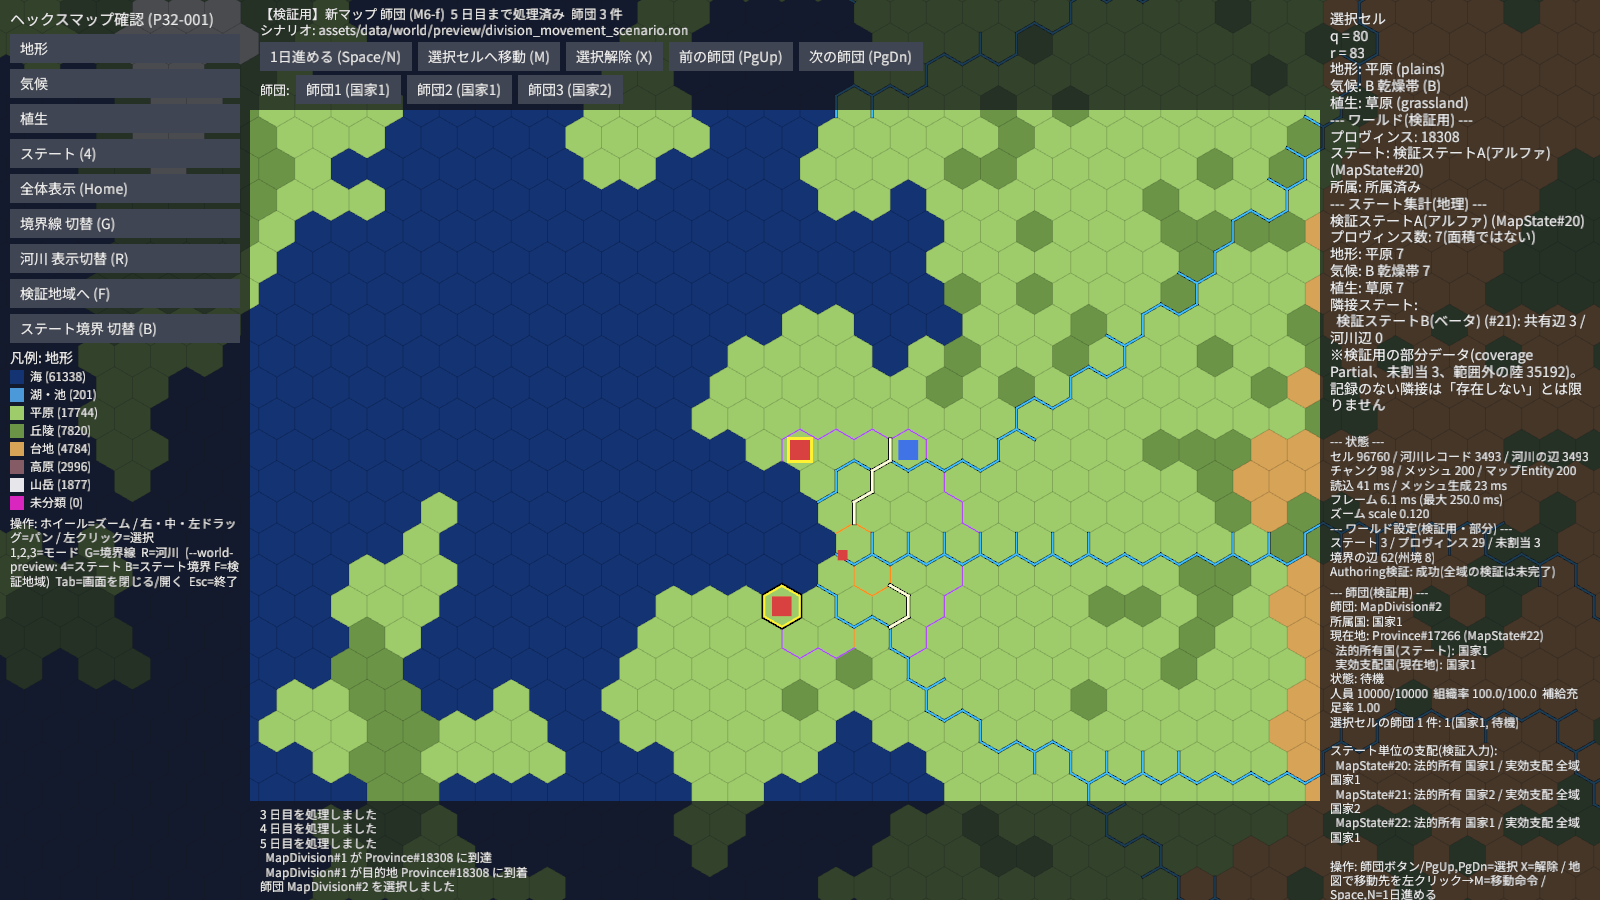 ヘックスマップ確認 (P32-001)
地形
気候
植生
ステート (4)
全体表示 (Home)
境界線 切替 (G)
河川 表示切替 (R)
検証地域へ (F)
ステート境界 切替 (B)
凡例: 地形
海 (61338)
湖・池 (201)
平原 (17744)
丘陵 (7820)
台地 (4784)
高原 (2996)
山岳 (1877)
未分類 (0)
操作: ホイール=ズーム / 右・中・左ドラッ
グ=パン / 左クリック=選択
1,2,3=モード G=境界線 R=河川 (--world-
preview: 4=ステート B=ステート境界 F=検
証地域) Tab=画面を閉じる/開く Esc=終了
【検証用】新マップ 師団 (M6-f) 5 日目まで処理済み 師団 3 件
シナリオ: assets/data/world/preview/division_movement_scenario.ron
1日進める (Space/N)
選択セルへ移動 (M)
選択解除 (X)
前の師団 (PgUp)
次の師団 (PgDn)
師団:
師団1 (国家1)
師団2 (国家1)
師団3 (国家2)
3 日目を処理しました
4 日目を処理しました
5 日目を処理しました
MapDivision#1 が Province#18308 に到達
MapDivision#1 が目的地 Province#18308 に到着
師団 MapDivision#2 を選択しました
選択セル
q = 80
r = 83
地形: 平原 (plains)
気候: B 乾燥帯 (B)
植生: 草原 (grassland)
--- ワールド(検証用) ---
プロヴィンス: 18308
ステート: 検証ステートA(アルファ)
(MapState#20)
所属: 所属済み
--- ステート集計(地理) ---
検証ステートA(アルファ) (MapState#20)
プロヴィンス数: 7(面積ではない)
地形: 平原 7
気候: B 乾燥帯 7
植生: 草原 7
隣接ステート:
検証ステートB(ベータ) (#21): 共有辺 3 /
河川辺 0
※検証用の部分データ(coverage
Partial、未割当 3、範囲外の陸 35192)。
記録のない隣接は「存在しない」とは限
りません
--- 状態 ---
セル 96760 / 河川レコード 3493 / 河川の辺 3493
チャンク 98 / メッシュ 200 / マップEntity 200
読込 41 ms / メッシュ生成 23 ms
フレーム 6.1 ms (最大 250.0 ms)
ズーム scale 0.120
--- ワールド設定(検証用・部分) ---
ステート 3 / プロヴィンス 29 / 未割当 3
境界の辺 62(州境 8)
Authoring検証: 成功(全域の検証は未完了)
--- 師団(検証用) ---
師団: MapDivision#2
所属国: 国家1
現在地: Province#17266 (MapState#22)
法的所有国(ステート): 国家1
実効支配国(現在地): 国家1
状態: 待機
人員 10000/10000 組織率 100.0/100.0 補給充
足率 1.00
選択セルの師団 1 件: 1(国家1, 待機)
ステート単位の支配(検証入力):
MapState#20: 法的所有 国家1 / 実効支配 全域
国家1
MapState#21: 法的所有 国家2 / 実効支配 全域
国家2
MapState#22: 法的所有 国家1 / 実効支配 全域
国家1
操作: 師団ボタン/PgUp,PgDn=選択 X=解除 / 地
図で移動先を左クリック→M=移動命令 /
Space,N=1日進める